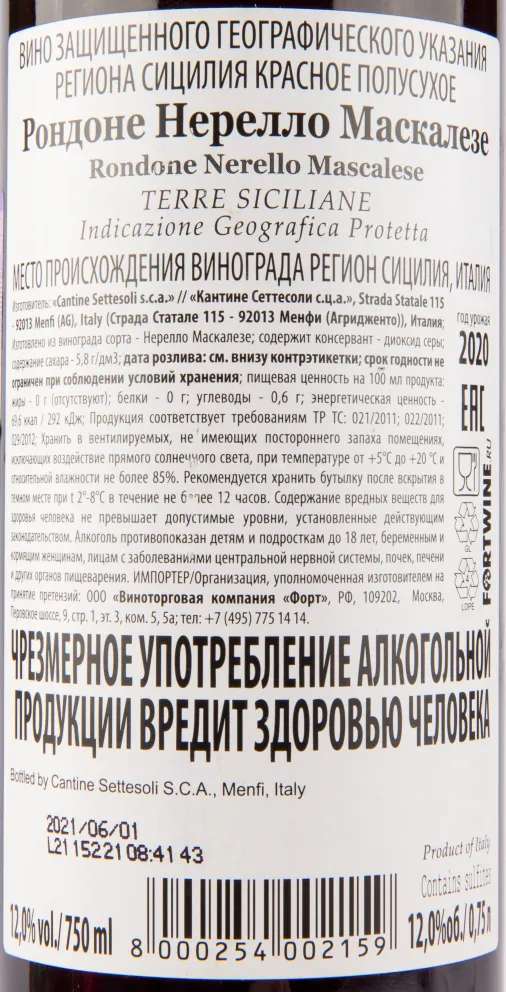 ВИНО ЗАЩИЩЕННОГО ГЕОГРАФИЧЕСКОГО УКАЗАНИЯ
РЕГИОНА СИЦИЛИЯ КРАСНОЕ ПОЛУСУХОЕ
Рондоне Нерелло Маскалезе
Rondone Nerello Mascalese
TERRE SICILIANE
Indicazione Geografica Protetta
МЕСТО ПРОИСХОЖДЕНИЯ ВИНОГРАДА РЕГИОН СИЦИЛИЯ, ИТАЛИЯ
Изготовитель: «Cantine Settesoli s.c.a.» // «Кантине Сеттесоли с.ц.а.», Strada Statale 115
- 92013 Menfi (AG), Italy (Страда Статале 115 - 92013 Менфи (Агридженто)), Италия;
Изготовлено из винограда сорта - Нерелло Маскалезе; содержит консервант - диоксид серы;
содержание сахара - 5,8 г/дм3; дата розлива: см. внизу контрэтикетки; срок годности не
ограничен при соблюдении условий хранения; пищевая ценность на 100 мл продукта:
жиры - 0 г (отсутствуют); белки - 0 г; углеводы - 0,6 г; энергетическая ценность -
69,6 ккал / 292 кДж; Продукция соответствует требованиям ТР ТС: 021/2011; 022/2011;
029/2012; Хранить в вентилируемых, не имеющих постороннего запаха помещениях,
исключающих воздействие прямого солнечного света, при температуре от +5°С до +20 °С и
относительной влажности не более 85%. Рекомендуется хранить бутылку после вскрытия в
темном месте при t 2°-8°С в течение не более 12 часов. Содержание вредных веществ для
здоровья человека не превышает допустимые уровни, установленные действующим
законодательством. Алкоголь противопоказан детям и подросткам до 18 лет, беременным и
кормящим женщинам, лицам с заболеваниями центральной нервной системы, почек, печени
и других органов пищеварения. ИМПОРТЕР/Организация, уполномоченная изготовителем на
принятие претензий: ООО «Виноторговая компания «Форт», РФ, 109202, Москва,
Перовское шоссе, 9, стр. 1, эт. 3, ком. 5, 5а; тел: +7 (495) 775 14 14.
год урожая
2020
EAC
GL
LDPE
FORTWINE.RU
ЧРЕЗМЕРНОЕ УПОТРЕБЛЕНИЕ АЛКОГОЛЬНОЙ
ПРОДУКЦИИ ВРЕДИТ ЗДОРОВЬЮ ЧЕЛОВЕКА
Bottled by Cantine Settesoli S.C.A., Menfi, Italy
2021/06/01
L21 15221 08:41 43
Product of Italy
Contains sulfites
12,0% vol./ 750 ml
8 000254 002159
12,0%об./ 0,75 л